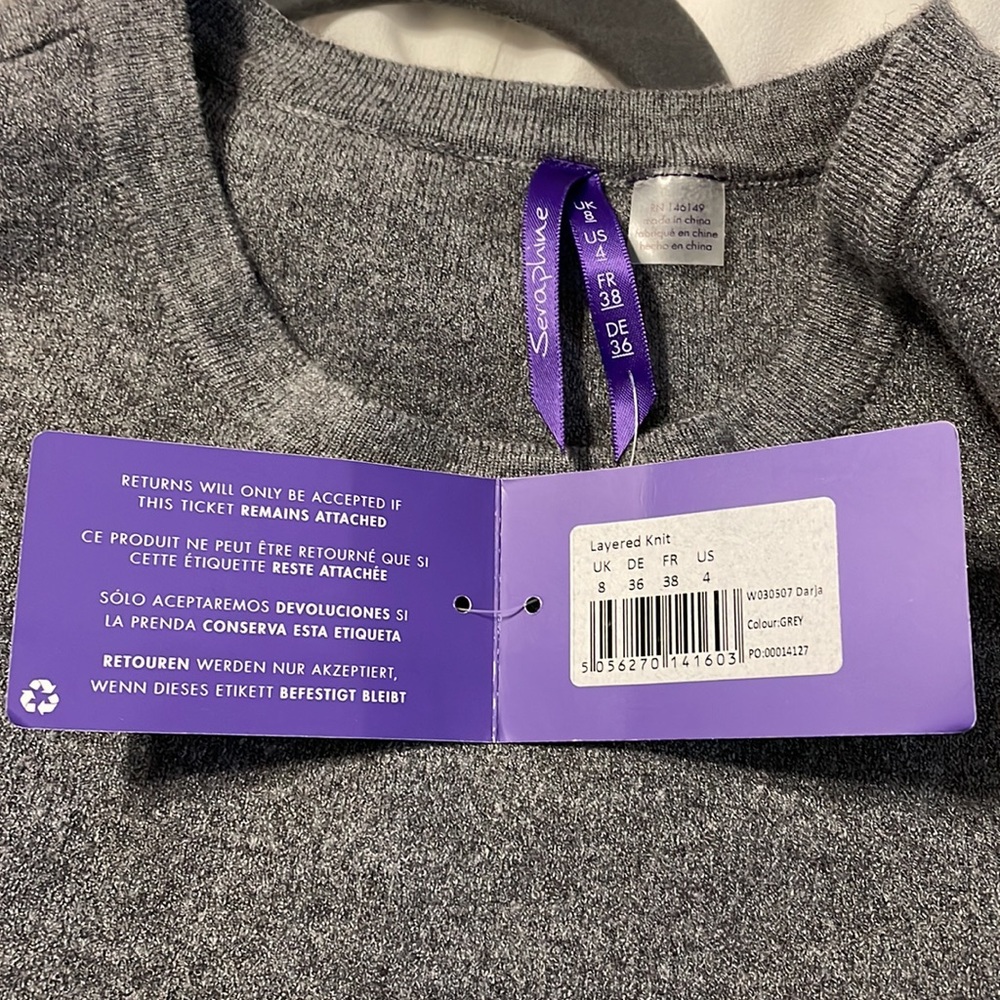 Seraphine
UK
8
US
4
FR
38
DE
36
RN 146149
made in china
fabriqué en chine
hecho en china
RETURNS WILL ONLY BE ACCEPTED IF
THIS TICKET REMAINS ATTACHED
CE PRODUIT NE PEUT ÊTRE RETOURNÉ QUE SI
CETTE ÉTIQUETTE RESTE ATTACHÉE
SÓLO ACEPTAREMOS DEVOLUCIONES SI
LA PRENDA CONSERVA ESTA ETIQUETA
RETOUREN WERDEN NUR AKZEPTIERT,
WENN DIESES ETIKETT BEFESTIGT BLEIBT
Layered Knit
UK DE FR US
8 36 38 4
W030507 Darja
Colour:GREY
PO:00014127
5 056270 141603